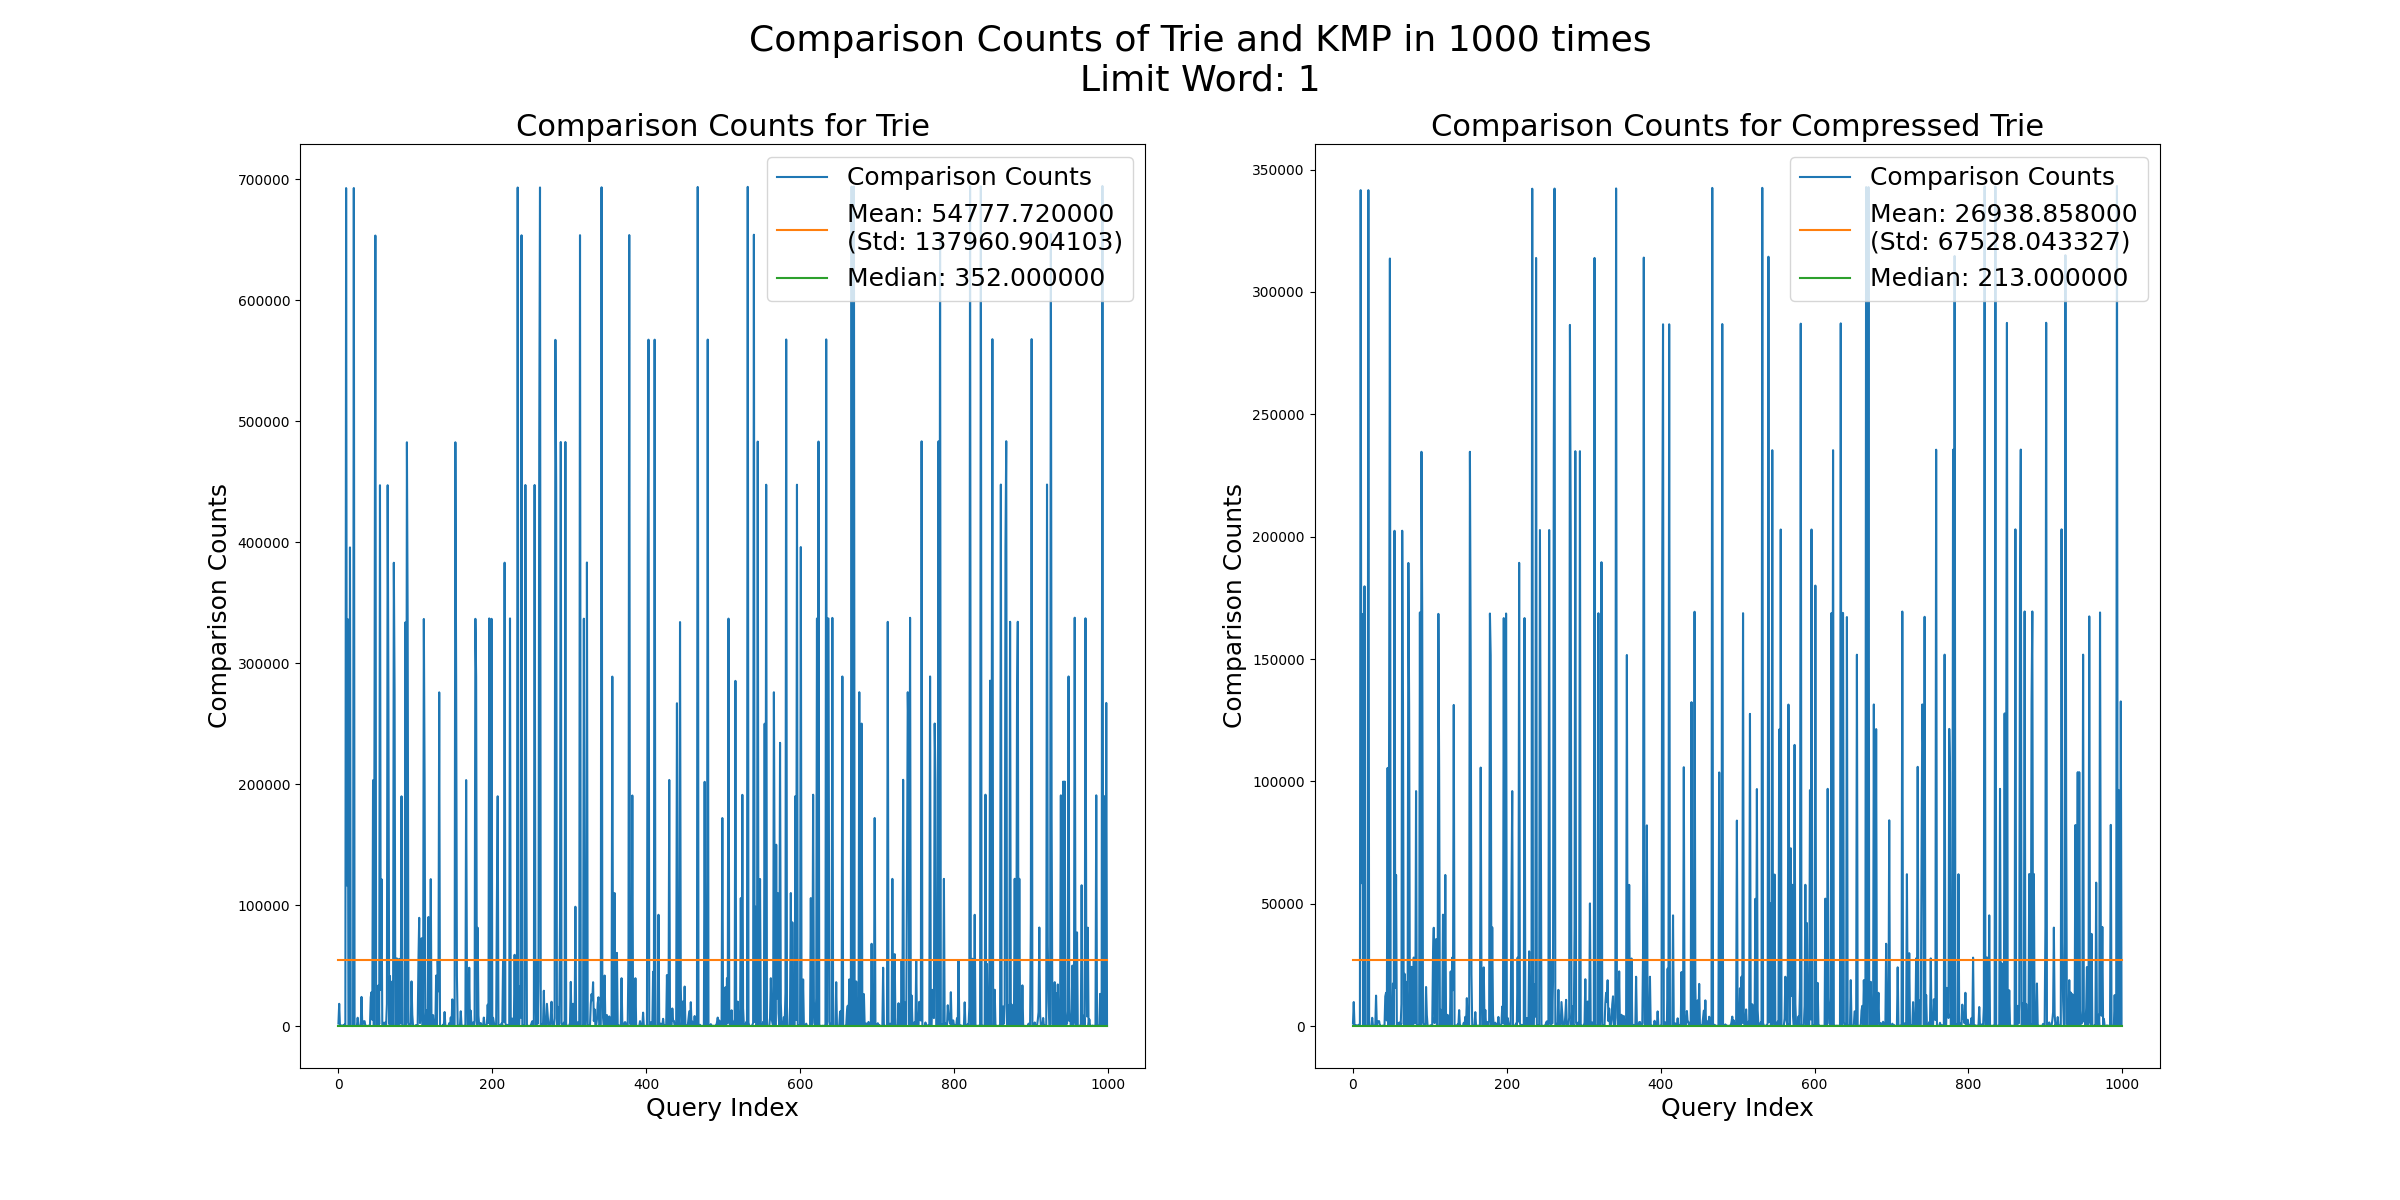 Comparison Counts of Trie and KMP in 1000 times
Limit Word: 1
Comparison Counts for Trie
Comparison Counts
Mean: 54777.720000
(Std: 137960.904103)
Median: 352.000000
700000
600000
500000
400000
300000
200000
100000
0
Comparison Counts
0 200 400 600 800 1000
Query Index
Comparison Counts for Compressed Trie
Comparison Counts
Mean: 26938.858000
(Std: 67528.043327)
Median: 213.000000
350000
300000
250000
200000
150000
100000
50000
0
Comparison Counts
0 200 400 600 800 1000
Query Index